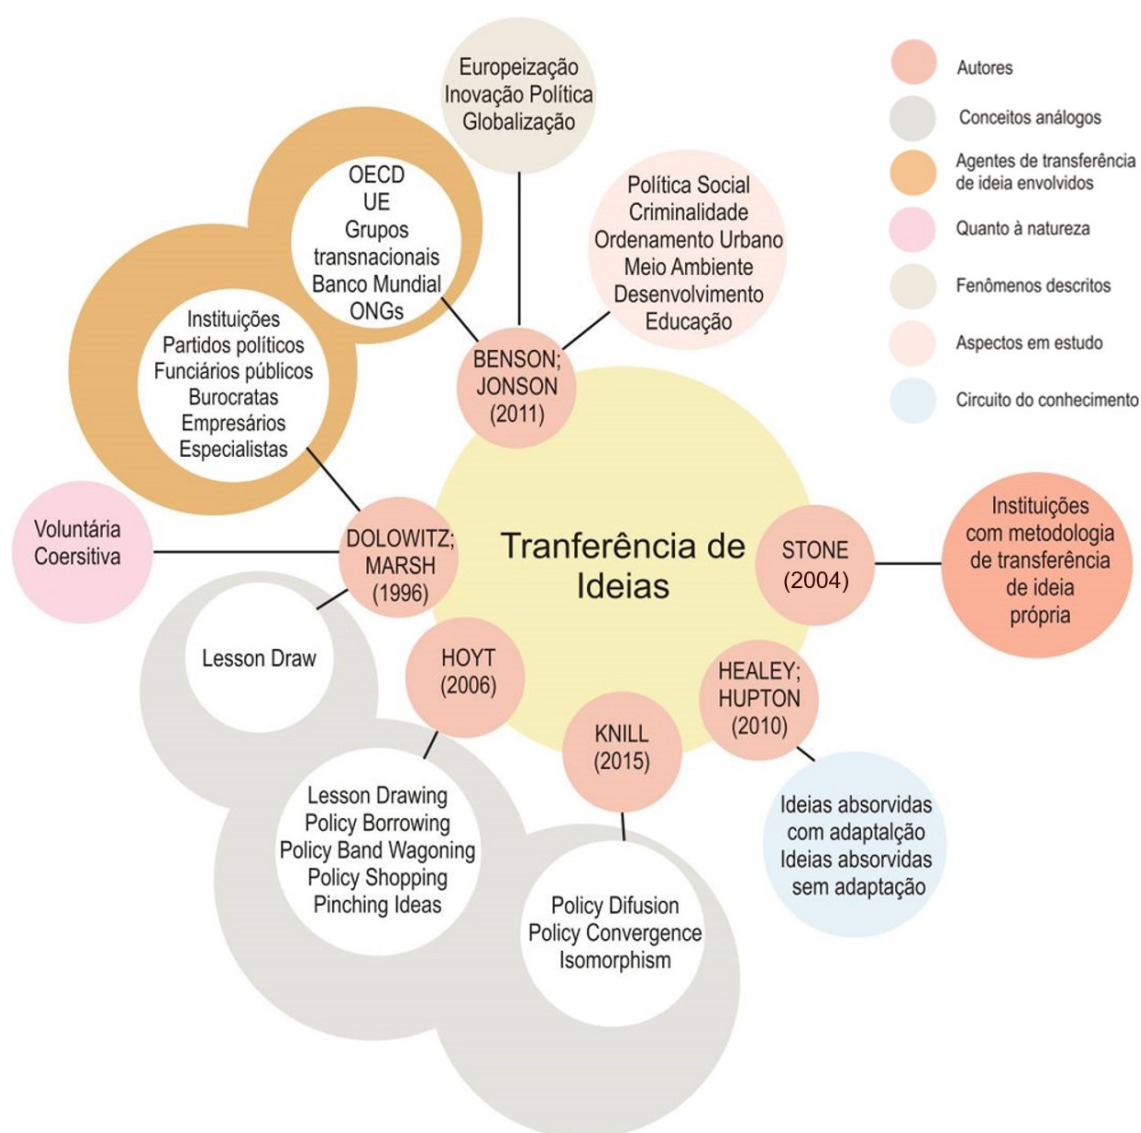 Europeização
Inovação Política
Globalização
Autores
Conceitos análogos
Agentes de transferência
de ideia envolvidos
Quanto à natureza
Fenômenos descritos
Aspectos em estudo
Circuito do conhecimento
OECD
UE
Grupos
transnacionais
Banco Mundial
ONGs
Política Social
Criminalidade
Ordenamento Urbano
Meio Ambiente
Desenvolvimento
Educação
Instituições
Partidos políticos
Funciários públicos
Burocratas
Empresários
Especialistas
BENSON;
JONSON
(2011)
Voluntária
Coersitiva
DOLOWITZ;
MARSH
(1996)
Tranferência de
Ideias
STONE
(2004)
Instituições
com metodologia
de transferência
de ideia
própria
Lesson Draw
HOYT
(2006)
KNILL
(2015)
HEALEY;
HUPTON
(2010)
Lesson Drawing
Policy Borrowing
Policy Band Wagoning
Policy Shopping
Pinching Ideas
Policy Difusion
Policy Convergence
Isomorphism
Ideias absorvidas
com adaptalção
Ideias absorvidas
sem adaptação